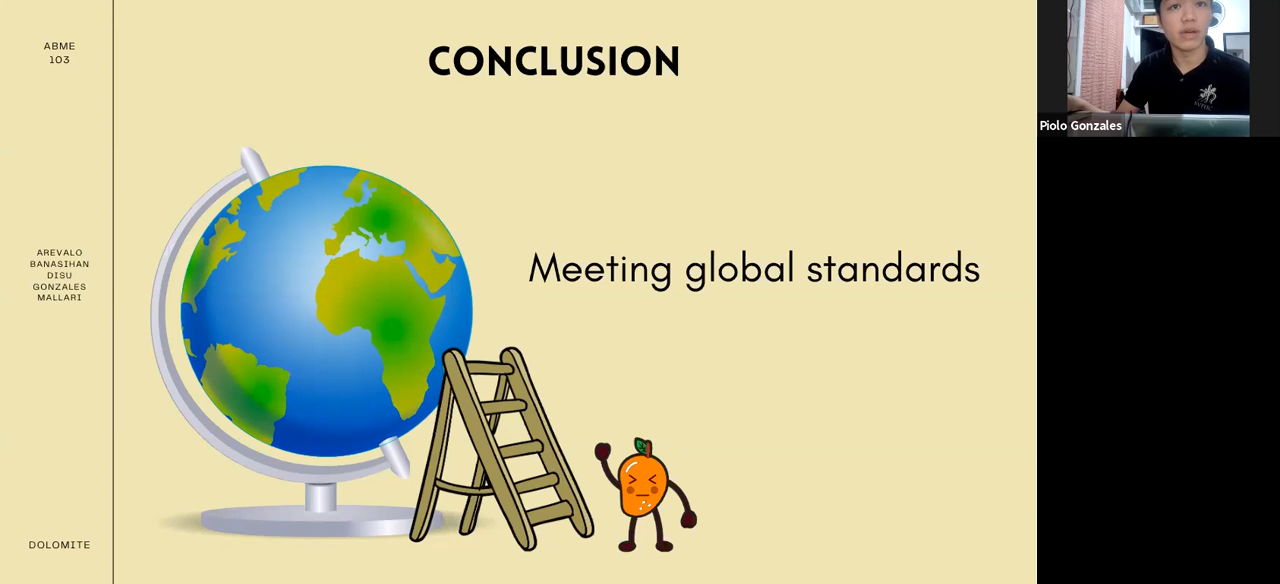 ABME
103
CONCLUSION
AREVALO
BANASIHAN
DISU
GONZALES
MALLARI
Meeting global standards
DOLOMITE
Piolo Gonzales